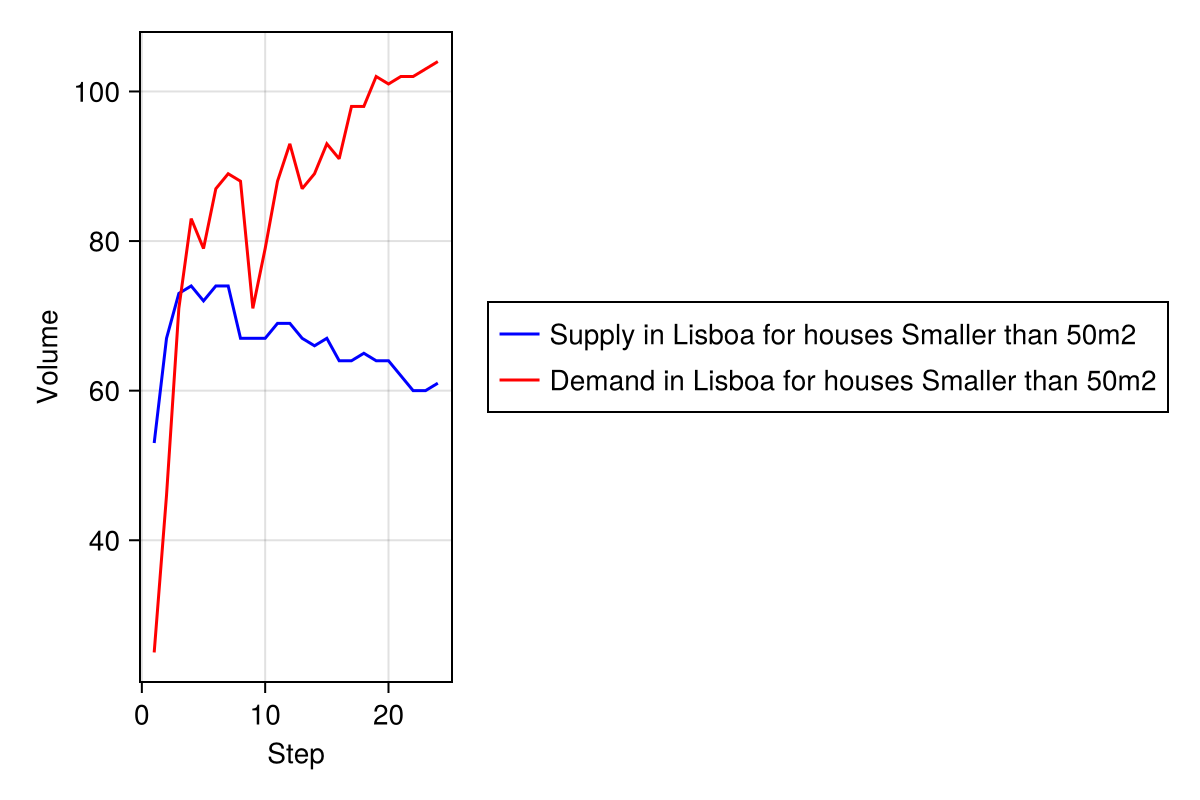 100
80
60
40
Volume
0 10 20
Step
Supply in Lisboa for houses Smaller than 50m2
Demand in Lisboa for houses Smaller than 50m2